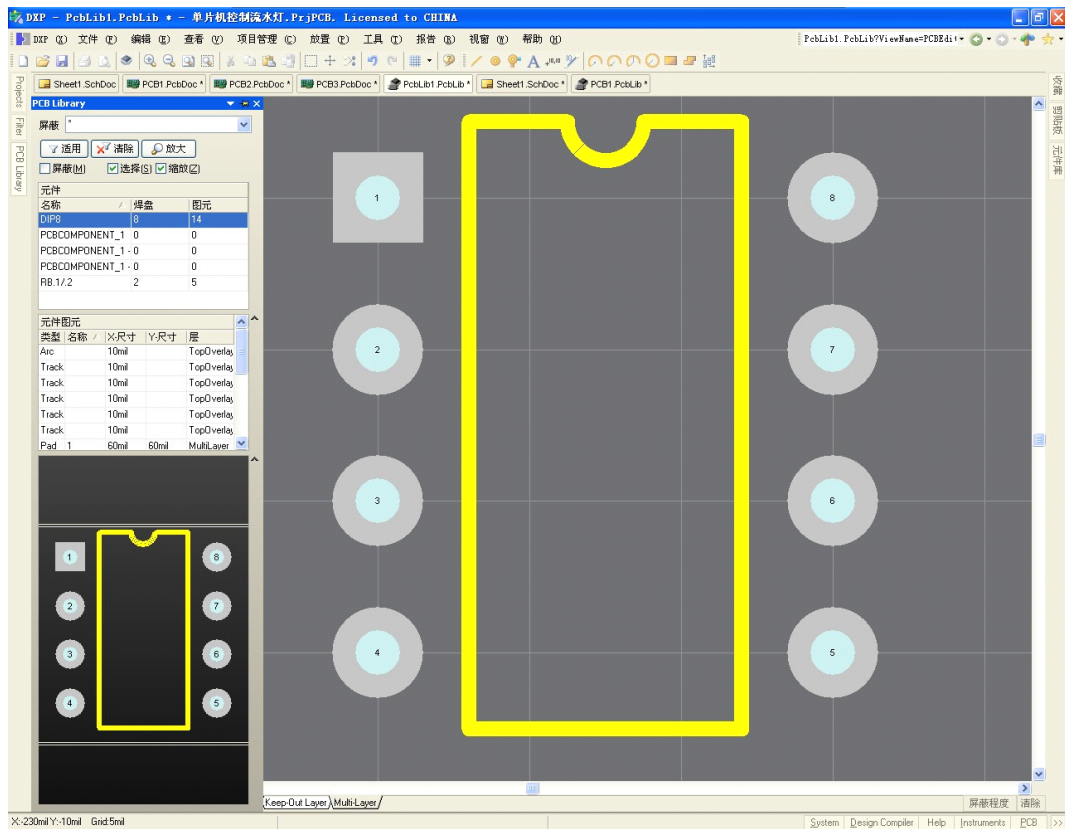 DXP - PcbLib1.PcbLib * - 单片机控制流水灯.PrjPCB. Licensed to CHINA
DXP (X) 文件 (F) 编辑 (E) 查看 (V) 项目管理 (C) 放置 (P) 工具 (T) 报告 (R) 视窗 (W) 帮助 (H)
PcbLib1.PcbLib?ViewName=PCBEdit
Sheet1.SchDoc PCB1.PcbDoc * PCB2.PcbDoc * PCB3.PcbDoc * PcbLib1.PcbLib * Sheet1.SchDoc * PCB1.PcbLib *
Projects
Filter
PCB Library
PCB Library
屏蔽 *
适用 清除 放大
屏蔽(M) 选择(S) 缩放(Z)
元件
名称 / 焊盘 图元
DIP8 8 14
PCBCOMPONENT_1 0 0
PCBCOMPONENT_1 - 0 0
PCBCOMPONENT_1 - 0 0
RB.1/.2 2 5
元件图元
类型 名称 / X-尺寸 Y-尺寸 层
Arc 10mil TopOverlay
Track 10mil TopOverlay
Track 10mil TopOverlay
Track 10mil TopOverlay
Track 10mil TopOverlay
Track 10mil TopOverlay
Pad 1 60mil 60mil MultiLayer
1 8
2 7
3 6
4 5
1 8
2 7
3 6
4 5
收藏
剪贴板
元件库
Keep-Out Layer Multi-Layer
屏蔽程度 清除
X:-230mil Y:-10mil Grid:5mil
System Design Compiler Help Instruments PCB >>